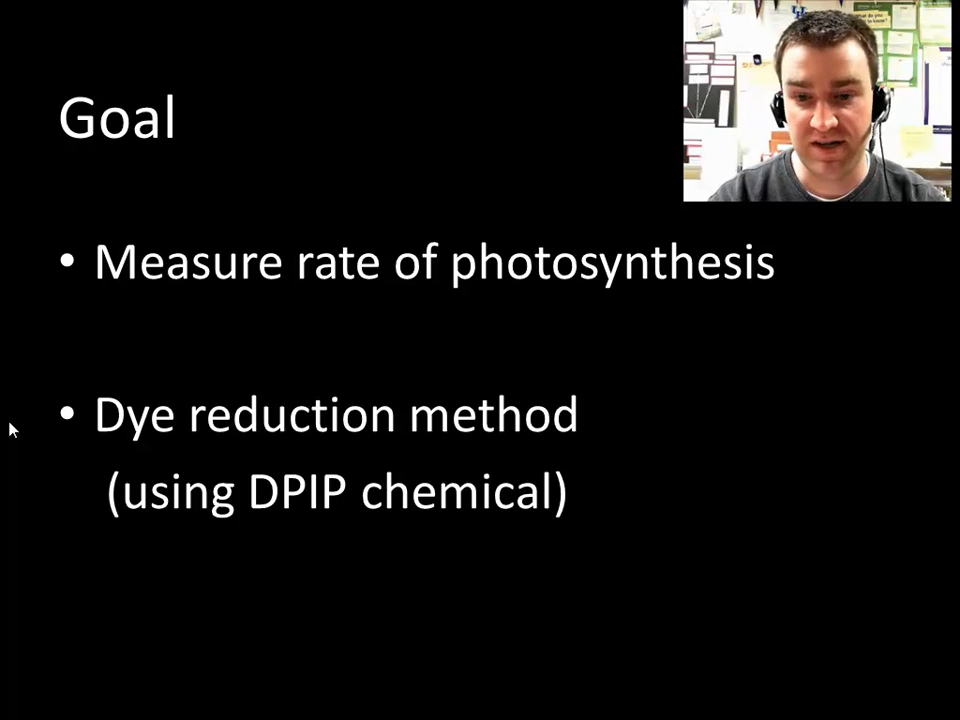 Goal
• Measure rate of photosynthesis
• Dye reduction method
(using DPIP chemical)